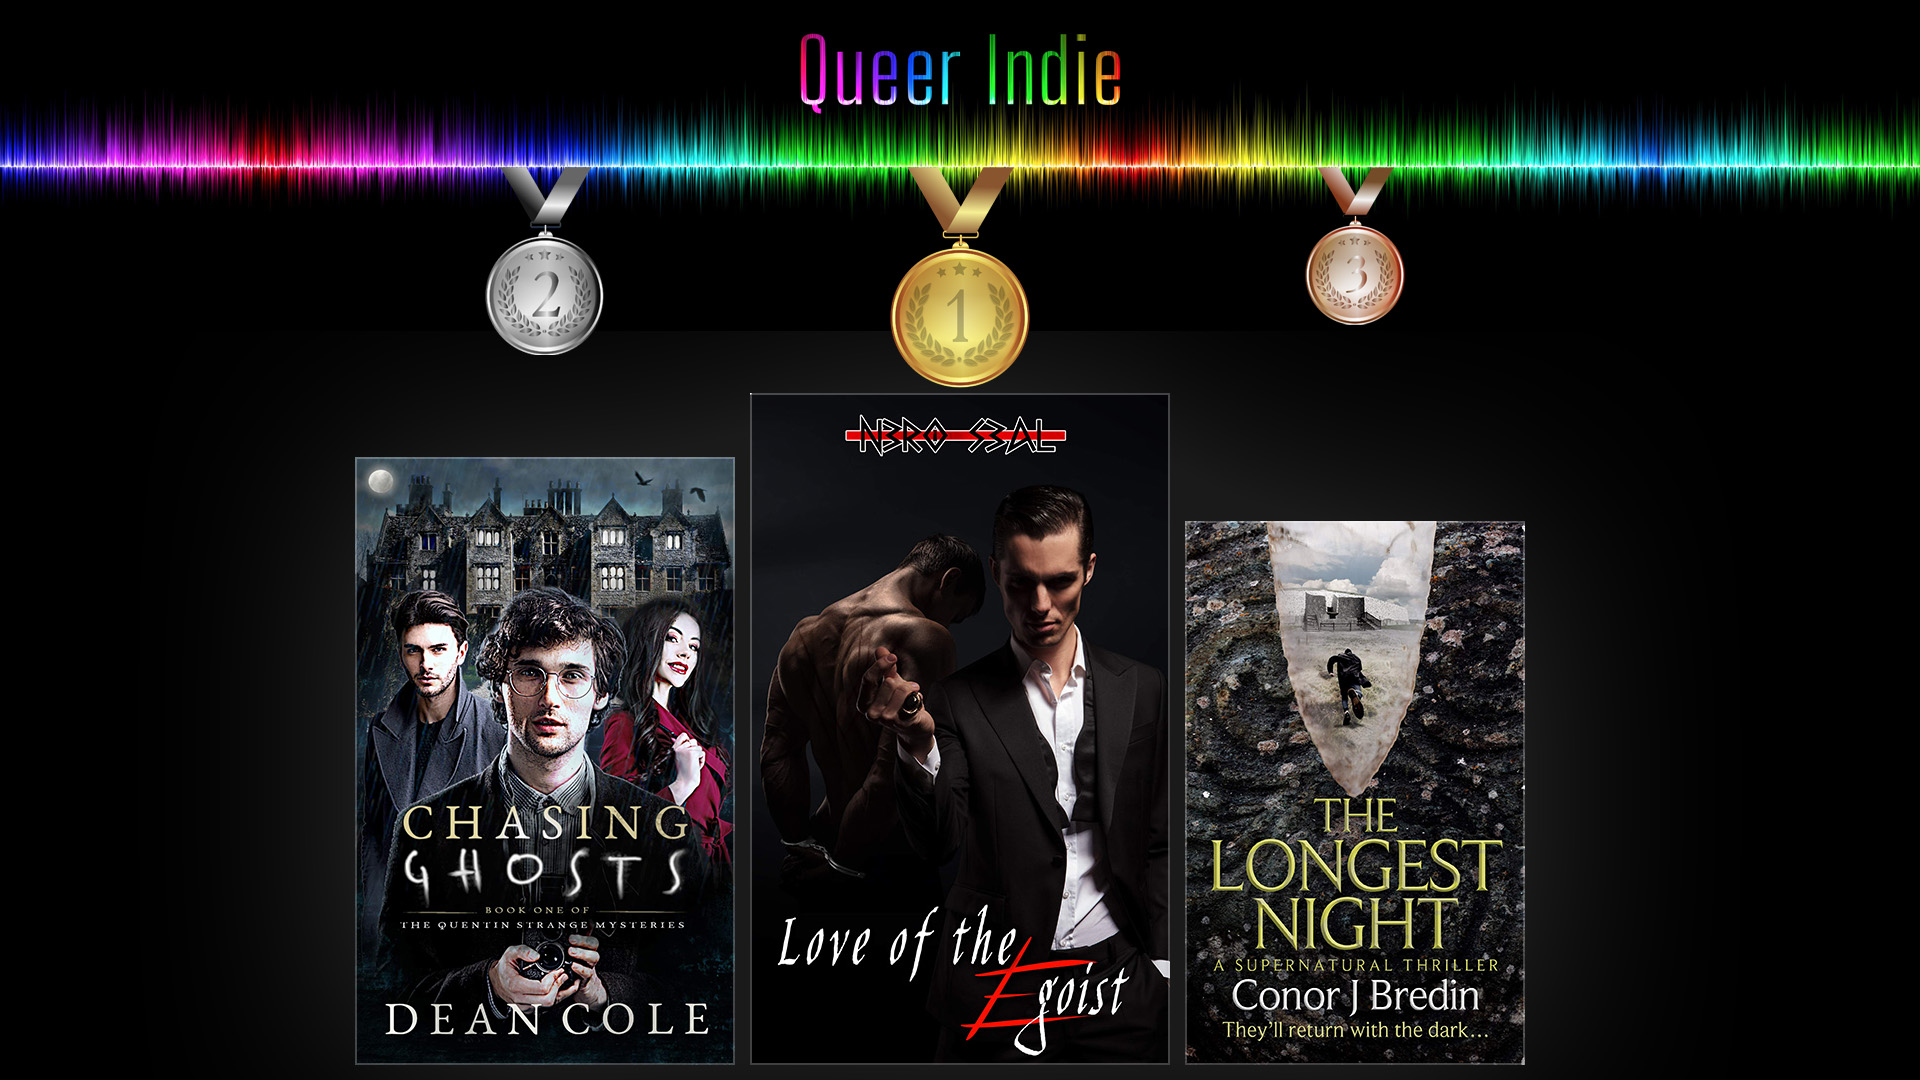 Queer Indie
2
1
3
CHASING
GHOSTS
BOOK ONE OF
THE QUENTIN STRANGE MYSTERIES
DEAN COLE
NERO SEAL
Love of the
Egoist
THE
LONGEST
NIGHT
A SUPERNATURAL THRILLER
Conor J Bredin
They'll return with the dark...